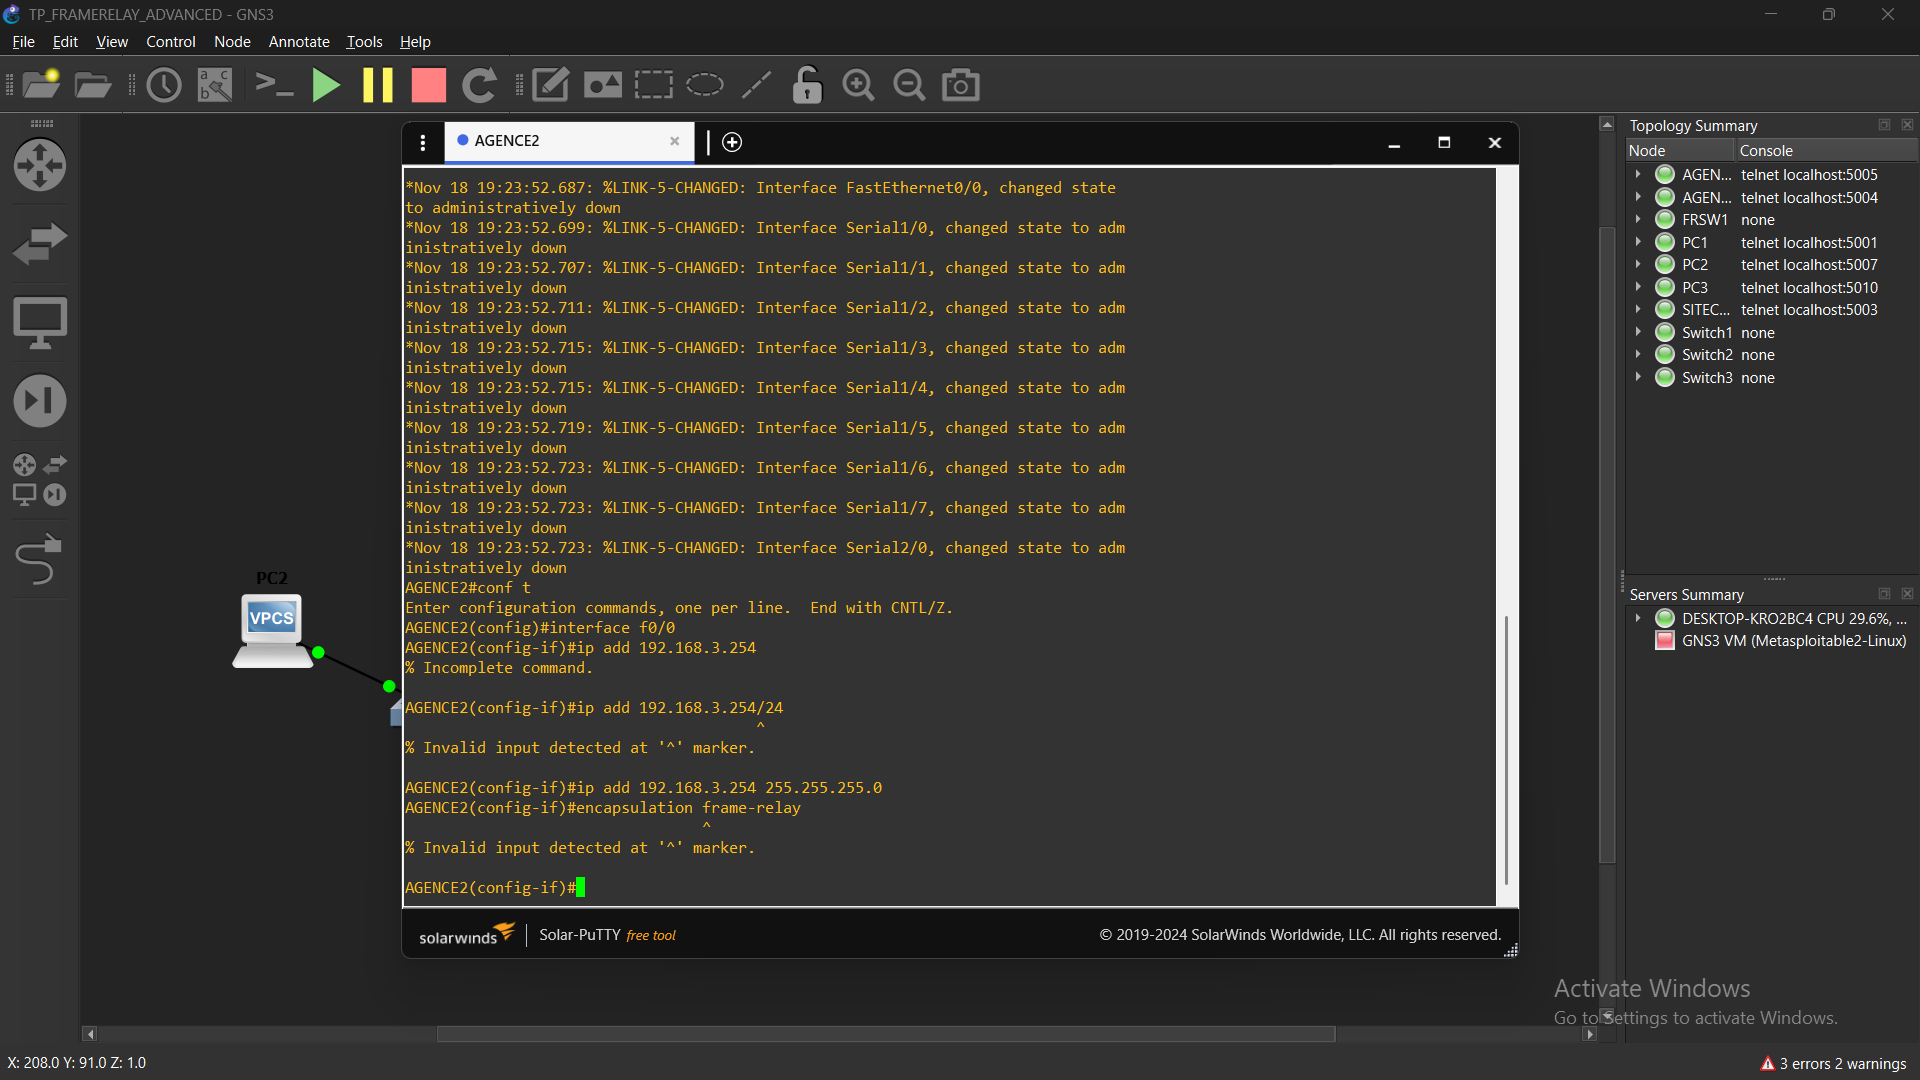 TP_FRAMERELAY_ADVANCED - GNS3
File Edit View Control Node Annotate Tools Help
AGENCE2
*Nov 18 19:23:52.687: %LINK-5-CHANGED: Interface FastEthernet0/0, changed state
to administratively down
*Nov 18 19:23:52.699: %LINK-5-CHANGED: Interface Serial1/0, changed state to adm
inistratively down
*Nov 18 19:23:52.707: %LINK-5-CHANGED: Interface Serial1/1, changed state to adm
inistratively down
*Nov 18 19:23:52.711: %LINK-5-CHANGED: Interface Serial1/2, changed state to adm
inistratively down
*Nov 18 19:23:52.715: %LINK-5-CHANGED: Interface Serial1/3, changed state to adm
inistratively down
*Nov 18 19:23:52.715: %LINK-5-CHANGED: Interface Serial1/4, changed state to adm
inistratively down
*Nov 18 19:23:52.719: %LINK-5-CHANGED: Interface Serial1/5, changed state to adm
inistratively down
*Nov 18 19:23:52.723: %LINK-5-CHANGED: Interface Serial1/6, changed state to adm
inistratively down
*Nov 18 19:23:52.723: %LINK-5-CHANGED: Interface Serial1/7, changed state to adm
inistratively down
*Nov 18 19:23:52.723: %LINK-5-CHANGED: Interface Serial2/0, changed state to adm
inistratively down
AGENCE2#conf t
Enter configuration commands, one per line.  End with CNTL/Z.
AGENCE2(config)#interface f0/0
AGENCE2(config-if)#ip add 192.168.3.254
% Incomplete command.
AGENCE2(config-if)#ip add 192.168.3.254/24
^
% Invalid input detected at '^' marker.
AGENCE2(config-if)#ip add 192.168.3.254 255.255.255.0
AGENCE2(config-if)#encapsulation frame-relay
^
% Invalid input detected at '^' marker.
AGENCE2(config-if)#
solarwinds Solar-PuTTY free tool
© 2019-2024 SolarWinds Worldwide, LLC. All rights reserved.
PC2
VPCS
Topology Summary
Node Console
AGEN... telnet localhost:5005
AGEN... telnet localhost:5004
FRSW1 none
PC1 telnet localhost:5001
PC2 telnet localhost:5007
PC3 telnet localhost:5010
SITEC... telnet localhost:5003
Switch1 none
Switch2 none
Switch3 none
Servers Summary
DESKTOP-KRO2BC4 CPU 29.6%, ...
GNS3 VM (Metasploitable2-Linux)
Activate Windows
Go to Settings to activate Windows.
X: 208.0 Y: 91.0 Z: 1.0
3 errors 2 warnings